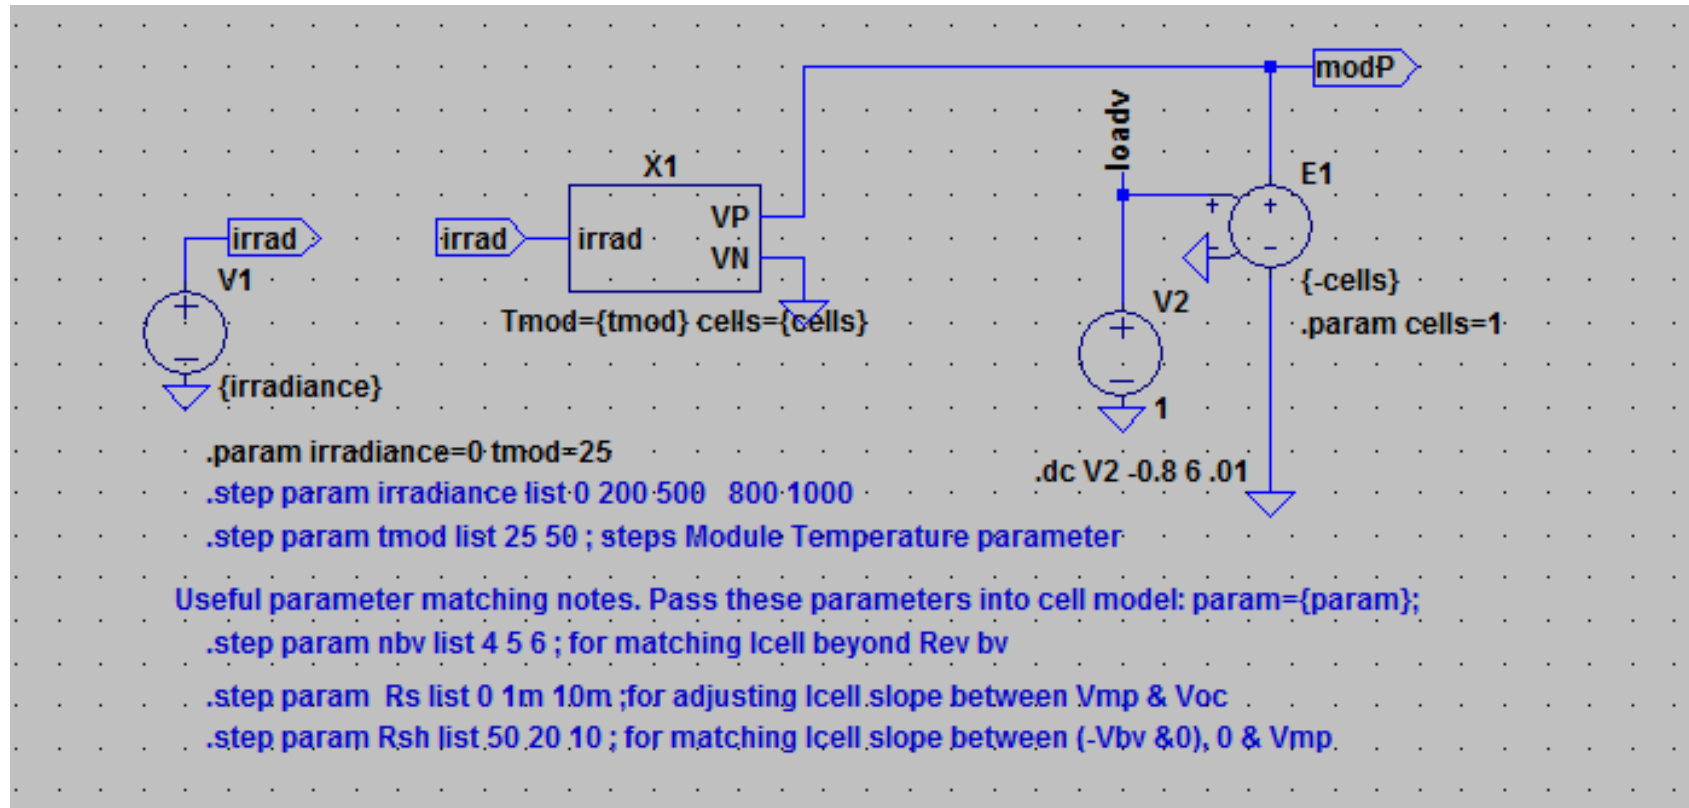 modP
loadv
X1
E1
irrad
irrad
irrad
VP
VN
V1
{-cells}
V2
Tmod={tmod} cells={cells}
.param cells=1
{irradiance}
1
.param irradiance=0 tmod=25
.dc V2 -0.8 6 .01
.step param irradiance list 0 200 500 800 1000
.step param tmod list 25 50 ; steps Module Temperature parameter
Useful parameter matching notes. Pass these parameters into cell model: param={param};
.step param nbv list 4 5 6 ; for matching Icell beyond Rev bv
.step param Rs list 0 1m 10m ;for adjusting Icell slope between Vmp & Voc
.step param Rsh list 50 20 10 ; for matching Icell slope between (-Vbv &0), 0 & Vmp